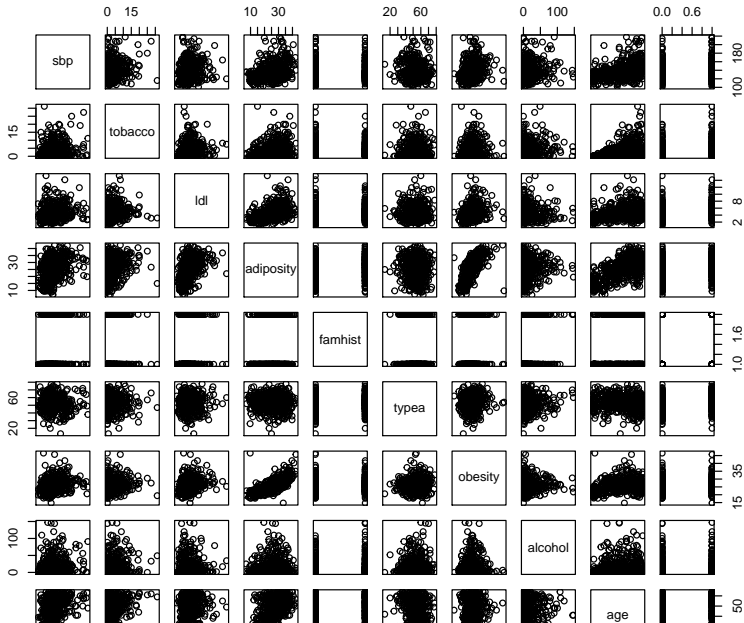 0 15
10 30
20 60
0 100
0.0 0.6
sbp
100 180
0 15
tobacco
ldl
2 8
10 30
adiposity
famhist
1.0 1.6
20 60
typea
obesity
15 35
0 100
alcohol
age
50